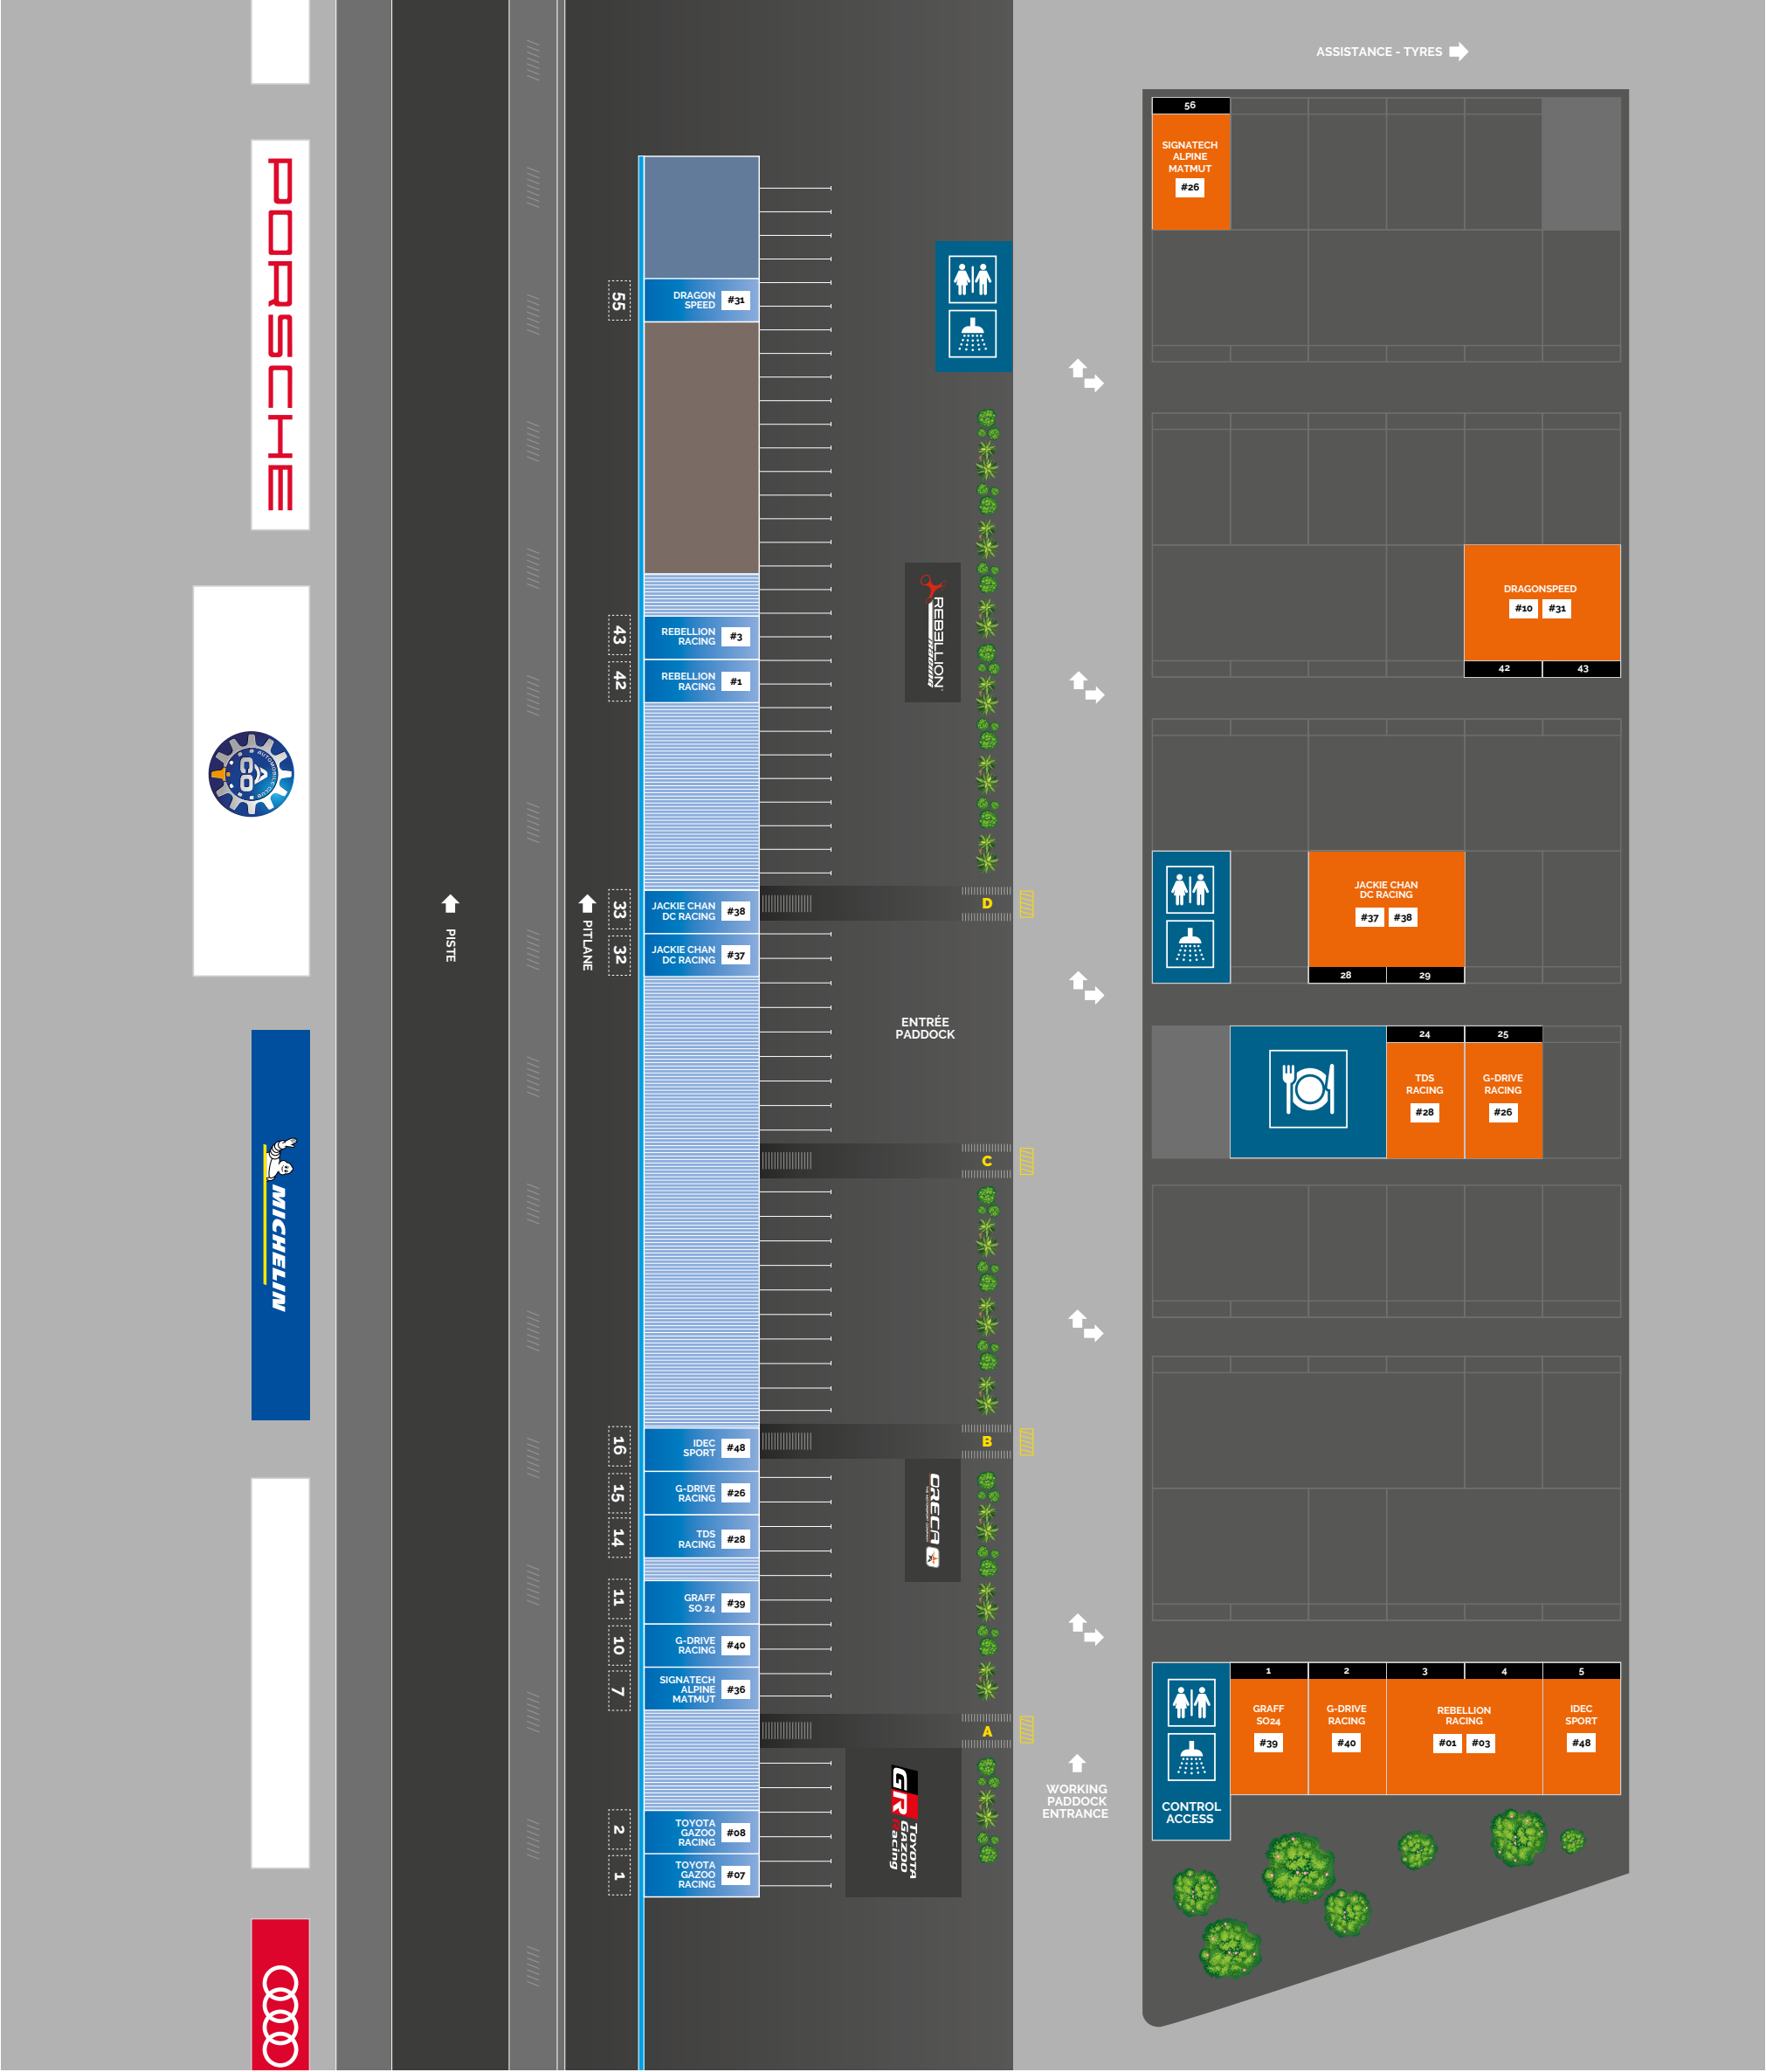 ASSISTANCE - TYRES
PORSCHE
AUTOMOBILE CLUB
ACO
MICHELIN
PISTE
PITLANE
55
DRAGON
SPEED
#31
43
REBELLION
RACING
#3
42
REBELLION
RACING
#1
33
JACKIE CHAN
DC RACING
#38
32
JACKIE CHAN
DC RACING
#37
16
IDEC
SPORT
#48
15
G-DRIVE
RACING
#26
14
TDS
RACING
#28
11
GRAFF
SO 24
#39
10
G-DRIVE
RACING
#40
7
SIGNATECH
ALPINE
MATMUT
#36
2
TOYOTA
GAZOO
RACING
#08
1
TOYOTA
GAZOO
RACING
#07
REBELLION
Racing
D
ENTRÉE
PADDOCK
C
B
ORECA
A
GR
TOYOTA
GAZOO
Racing
WORKING
PADDOCK
ENTRANCE
56
SIGNATECH
ALPINE
MATMUT
#26
DRAGONSPEED
#10 #31
42 43
JACKIE CHAN
DC RACING
#37 #38
28 29
24
TDS
RACING
#28
25
G-DRIVE
RACING
#26
1
GRAFF
SO24
#39
2
G-DRIVE
RACING
#40
3 4
REBELLION
RACING
#01 #03
5
IDEC
SPORT
#48
CONTROL
ACCESS